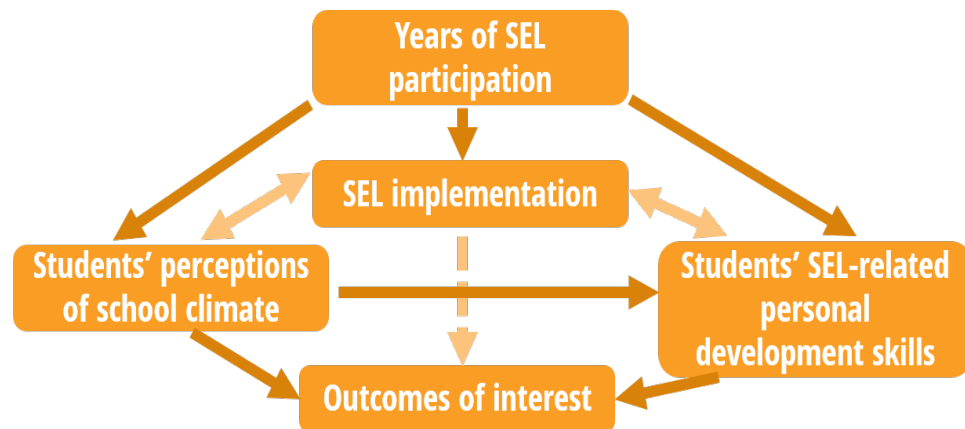 Years of SEL
participation
SEL implementation
Students’ perceptions
of school climate
Students’ SEL-related
personal
development skills
Outcomes of interest